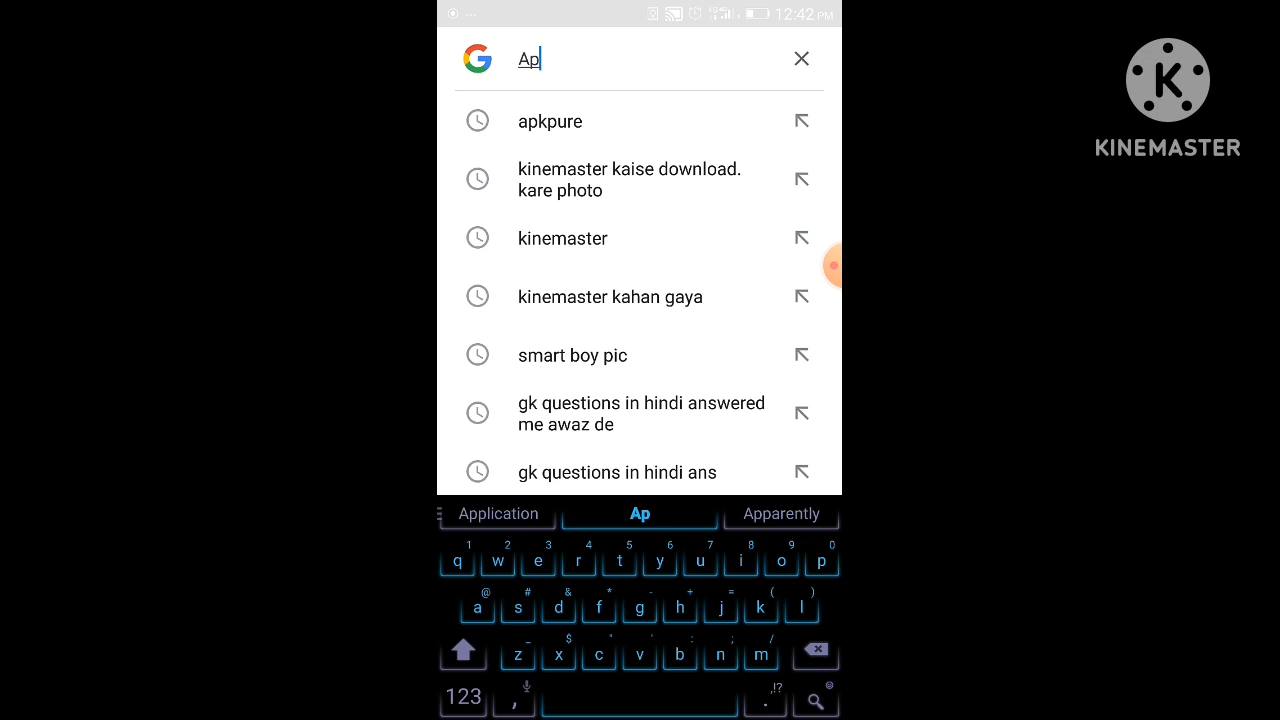 12:42 PM
Ap
K
KINEMASTER
apkpure
kinemaster kaise download.
kare photo
kinemaster
kinemaster kahan gaya
smart boy pic
gk questions in hindi answered
me awaz de
gk questions in hindi ans
Application Ap Apparently
1 2 3 4 5 6 7 8 9 0
q w e r t y u i o p
@ # & * - + = ( )
a s d f g h j k l
_ $ " ' : ; /
z x c v b n m
,!?
123 , .